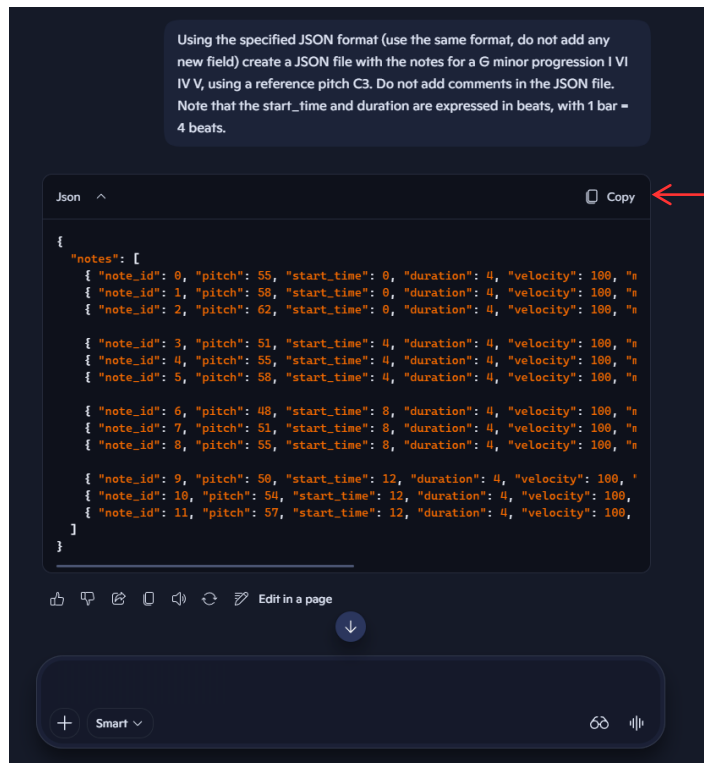 Using the specified JSON format (use the same format, do not add any
new field) create a JSON file with the notes for a G minor progression I VI
IV V, using a reference pitch C3. Do not add comments in the JSON file.
Note that the start_time and duration are expressed in beats, with 1 bar =
4 beats.
Json
Copy
{
"notes": [
{ "note_id": 0, "pitch": 55, "start_time": 0, "duration": 4, "velocity": 100, "m
{ "note_id": 1, "pitch": 58, "start_time": 0, "duration": 4, "velocity": 100, "m
{ "note_id": 2, "pitch": 62, "start_time": 0, "duration": 4, "velocity": 100, "m
{ "note_id": 3, "pitch": 51, "start_time": 4, "duration": 4, "velocity": 100, "m
{ "note_id": 4, "pitch": 55, "start_time": 4, "duration": 4, "velocity": 100, "m
{ "note_id": 5, "pitch": 58, "start_time": 4, "duration": 4, "velocity": 100, "m
{ "note_id": 6, "pitch": 48, "start_time": 8, "duration": 4, "velocity": 100, "m
{ "note_id": 7, "pitch": 51, "start_time": 8, "duration": 4, "velocity": 100, "m
{ "note_id": 8, "pitch": 55, "start_time": 8, "duration": 4, "velocity": 100, "m
{ "note_id": 9, "pitch": 50, "start_time": 12, "duration": 4, "velocity": 100, "
{ "note_id": 10, "pitch": 54, "start_time": 12, "duration": 4, "velocity": 100,
{ "note_id": 11, "pitch": 57, "start_time": 12, "duration": 4, "velocity": 100,
]
}
Edit in a page
Smart